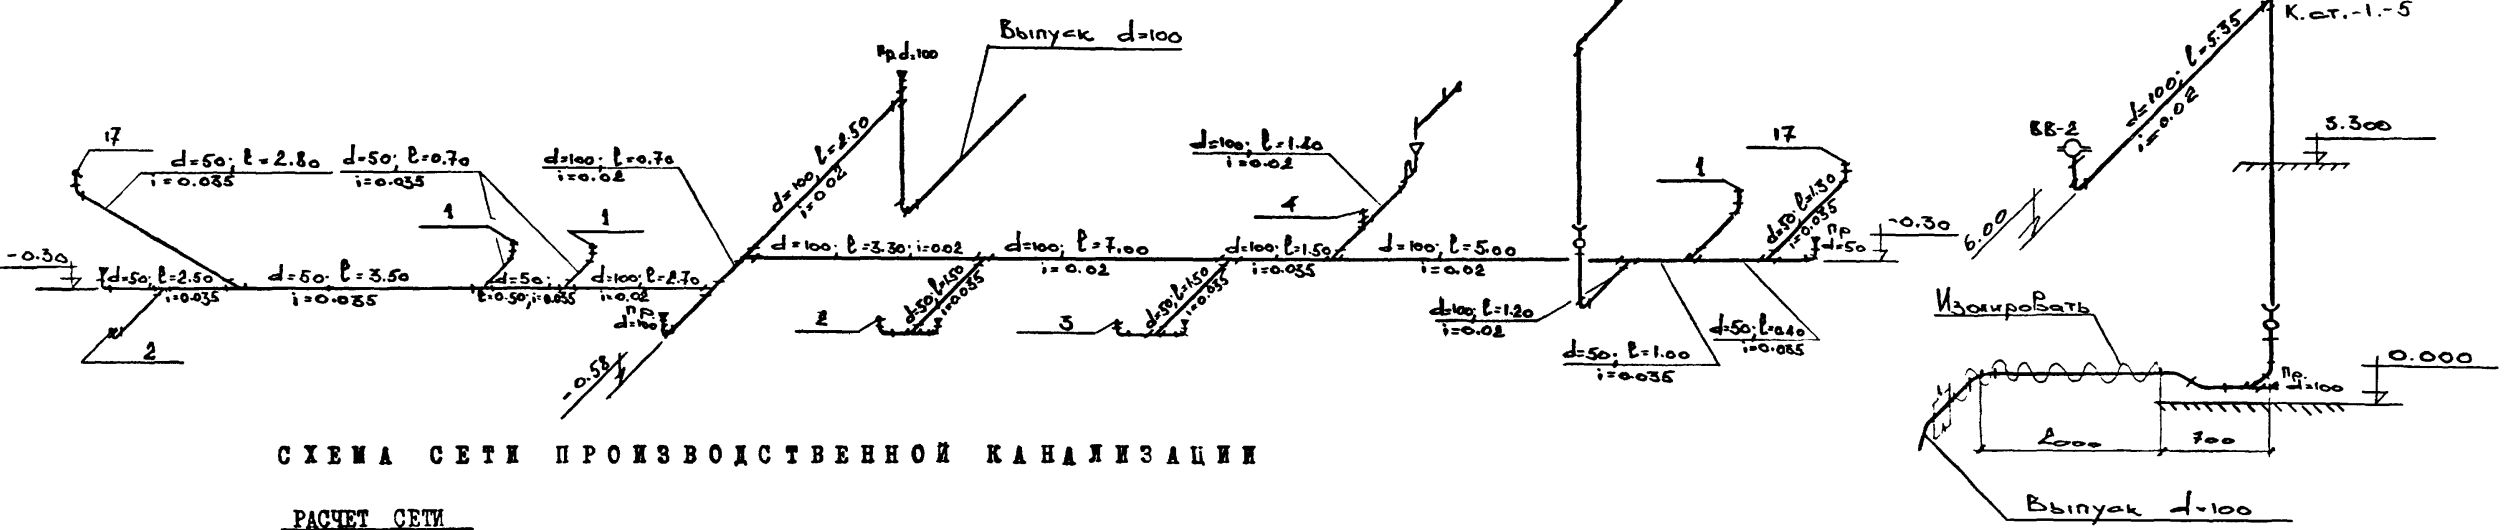 К.ст.-1.-5
Выпуск d=100
Пр d=100
d=100; l=5.35
i=0.02
3.300
ВВ-2
17
d=50; l=2.80
i=0.035
d=50; l=0.70
i=0.035
d=100; l=0.70
i=0.02
d=100; l=2.50
i=0.02
d=100; l=1.20
i=0.02
1
17
1
1
4
d=50; l=1.30
i=0.035
Пр
d=50
-0.30
6.00
-0.30
d=100; l=3.30; i=0.02
d=100; l=7.00
i=0.02
d=100; l=1.50
i=0.035
d=100; l=5.00
i=0.02
d=50; l=2.50
i=0.035
d=50 l=3.50
i=0.035
d=50;
l=0.50; i=0.035
d=100; l=2.70
i=0.02
пр.
d=100
2
2
d=50; l=1.50
i=0.035
3
d=50; l=1.50
i=0.035
d=100; l=1.20
i=0.02
d=50; l=1.00
i=0.035
i=0.035
Изолировать
0.000
Пр.
d=100
-0.58
2000
700
Выпуск d=100
СХЕМА СЕТИ ПРОИЗВОДСТВЕННОЙ КАНАЛИЗАЦИИ
РАСЧЕТ СЕТИ